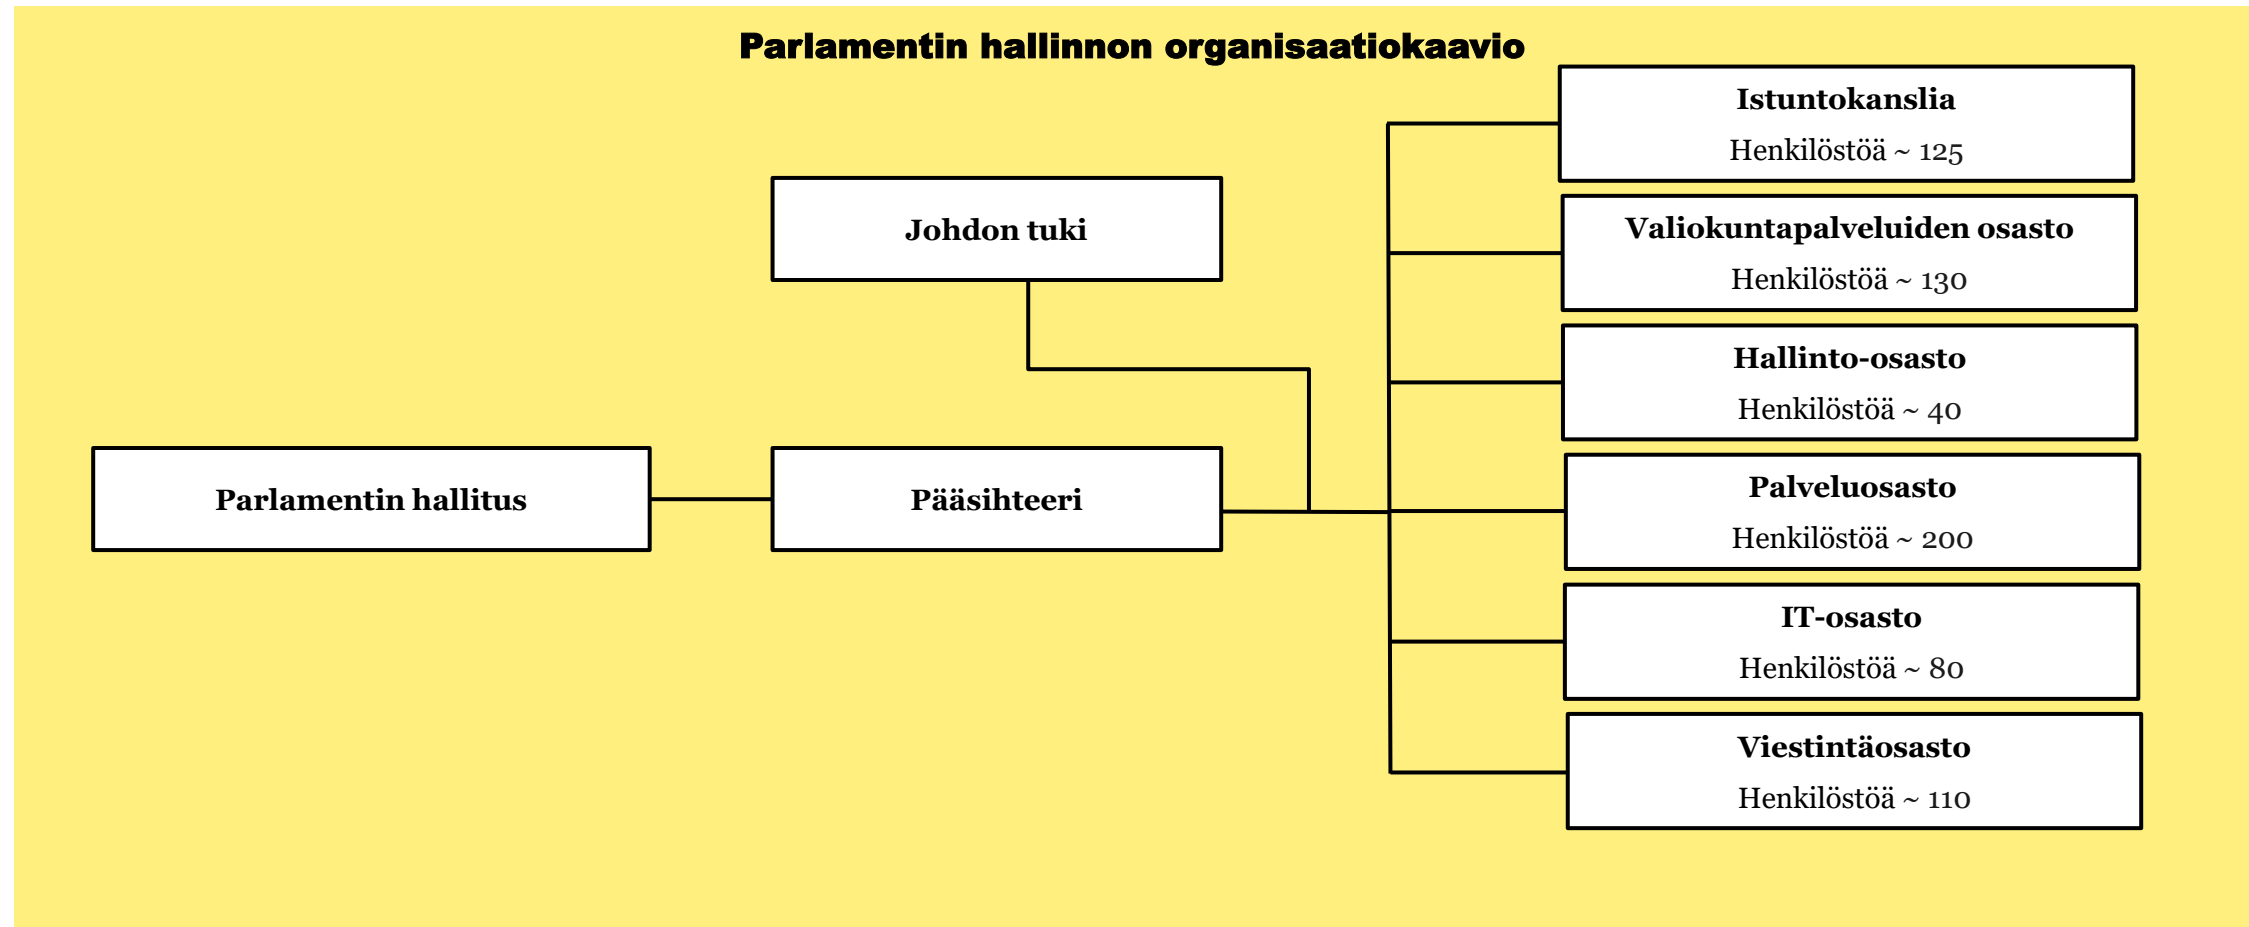 Parlamentin hallinnon organisaatiokaavio
Parlamentin hallitus
Johdon tuki
Pääsihteeri
Istuntokanslia
Henkilöstöä ~ 125
Valiokuntapalveluiden osasto
Henkilöstöä ~ 130
Hallinto-osasto
Henkilöstöä ~ 40
Palveluosasto
Henkilöstöä ~ 200
IT-osasto
Henkilöstöä ~ 80
Viestintäosasto
Henkilöstöä ~ 110